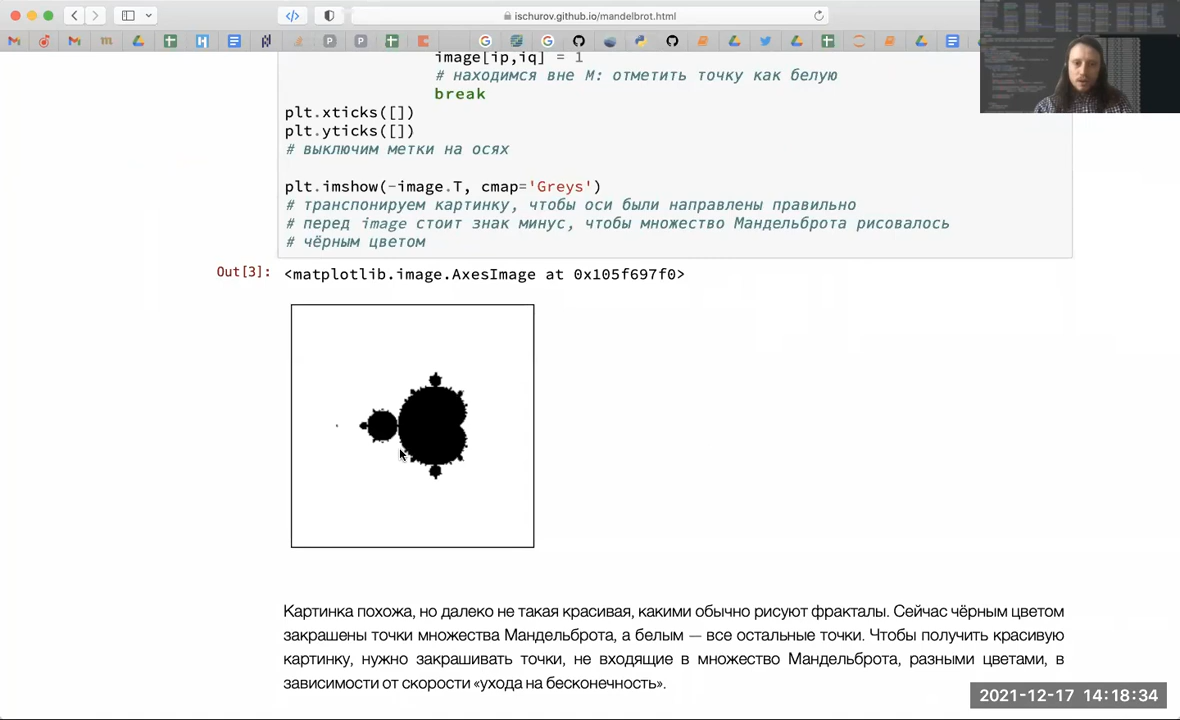 ischurov.github.io/mandelbrot.html
image[ip,iq] = 1
# находимся вне M: отметить точку как белую
break
plt.xticks([])
plt.yticks([])
# выключим метки на осях
plt.imshow(-image.T, cmap='Greys')
# транспонируем картинку, чтобы оси были направлены правильно
# перед image стоит знак минус, чтобы множество Мандельброта рисовалось
# чёрным цветом
Out[3]: <matplotlib.image.AxesImage at 0x105f697f0>
Картинка похожа, но далеко не такая красивая, какими обычно рисуют фракталы. Сейчас чёрным цветом
закрашены точки множества Мандельброта, а белым — все остальные точки. Чтобы получить красивую
картинку, нужно закрашивать точки, не входящие в множество Мандельброта, разными цветами, в
зависимости от скорости «ухода на бесконечность».
2021-12-17 14:18:34